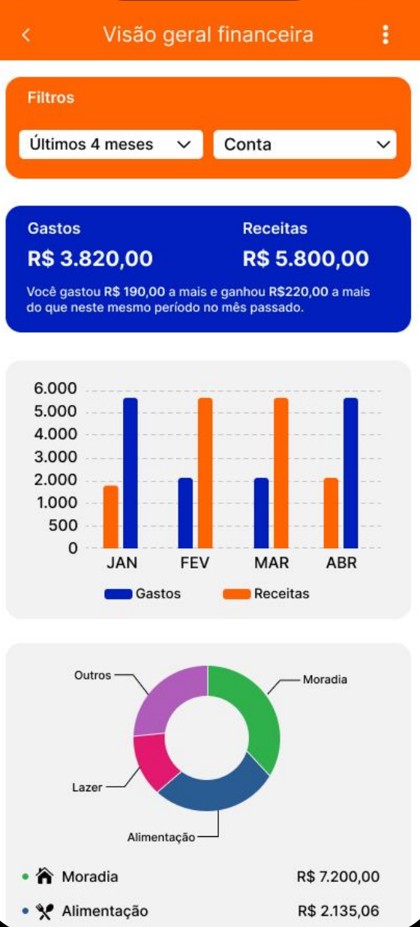 Visão geral financeira
Filtros
Últimos 4 meses
Conta
Gastos
Receitas
R$ 3.820,00
R$ 5.800,00
Você gastou R$ 190,00 a mais e ganhou R$220,00 a mais
do que neste mesmo período no mês passado.
6.000
5.000
4.000
3.000
2.000
1.000
500
0
JAN FEV MAR ABR
Gastos Receitas
Outros
Moradia
Lazer
Alimentação
Moradia R$ 7.200,00
Alimentação R$ 2.135,06